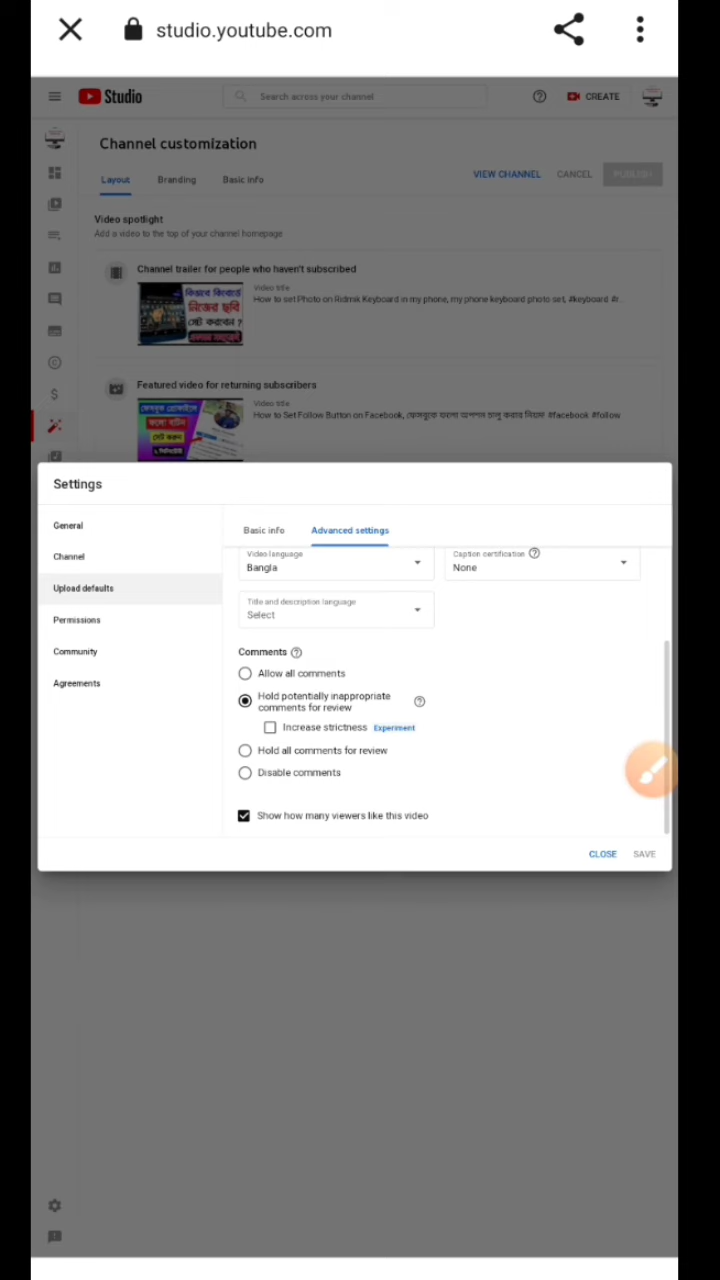 studio.youtube.com
Studio
Search across your channel
CREATE
Channel customization
Layout
Branding
Basic info
VIEW CHANNEL
CANCEL
PUBLISH
Video spotlight
Add a video to the top of your channel homepage
Channel trailer for people who haven't subscribed
কিভাবে কিবোর্ডে
নিজের ছবি
সেট করবেন ?
Video title
How to set Photo on Ridmik Keyboard in my phone, my phone keyboard photo set, #keyboard #r.
Featured video for returning subscribers
ফলো বাটন
সেট করুন
Video title
How to Set Follow Button on Facebook, ফেসবুকে ফলো অপশন চালু করার নিয়ম #facebook #follow
Settings
General
Channel
Upload defaults
Permissions
Community
Agreements
Basic info
Advanced settings
Video language
Bangla
Caption certification
None
Title and description language
Select
Comments
Allow all comments
Hold potentially inappropriate
comments for review
Increase strictness Experiment
Hold all comments for review
Disable comments
Show how many viewers like this video
CLOSE
SAVE